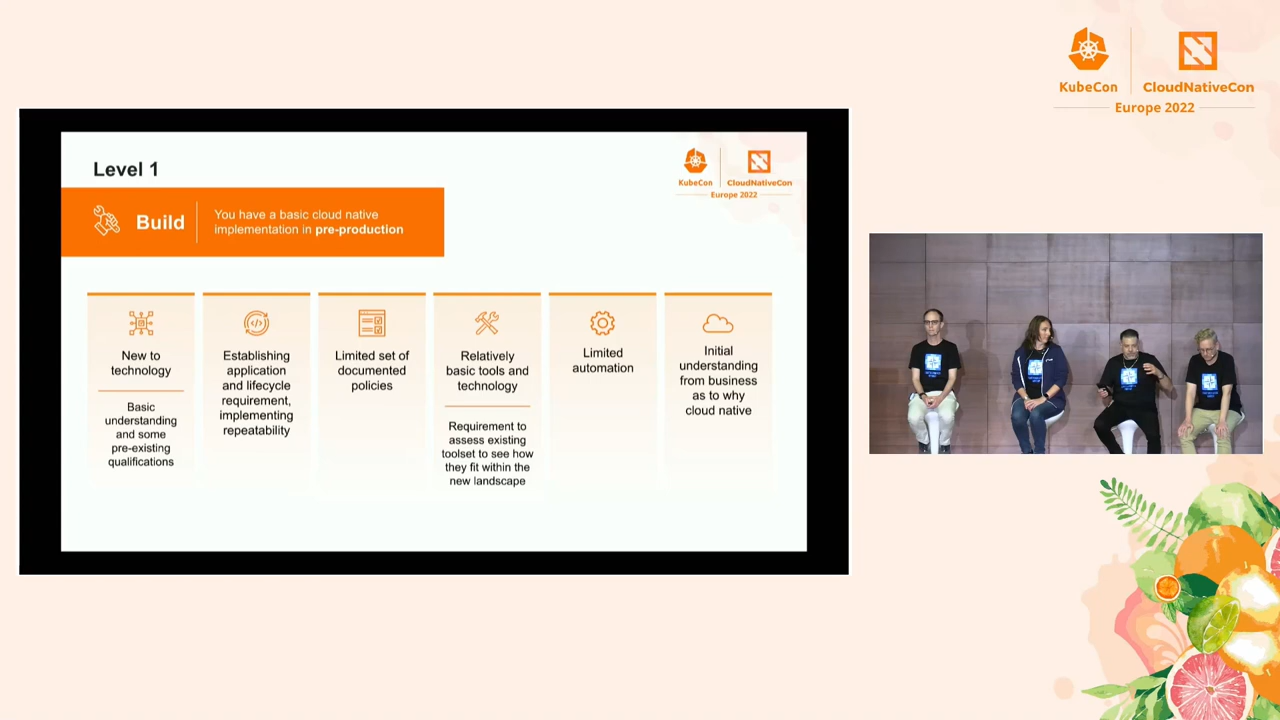 KubeCon
CloudNativeCon
Europe 2022
Level 1
KubeCon
CloudNativeCon
Europe 2022
Build
You have a basic cloud native
implementation in pre-production
New to
technology
Basic
understanding
and some
pre-existing
qualifications
Establishing
application
and lifecycle
requirement,
implementing
repeatability
Limited set of
documented
policies
Relatively
basic tools and
technology
Requirement to
assess existing
toolset to see how
they fit within the
new landscape
Limited
automation
Initial
understanding
from business
as to why
cloud native